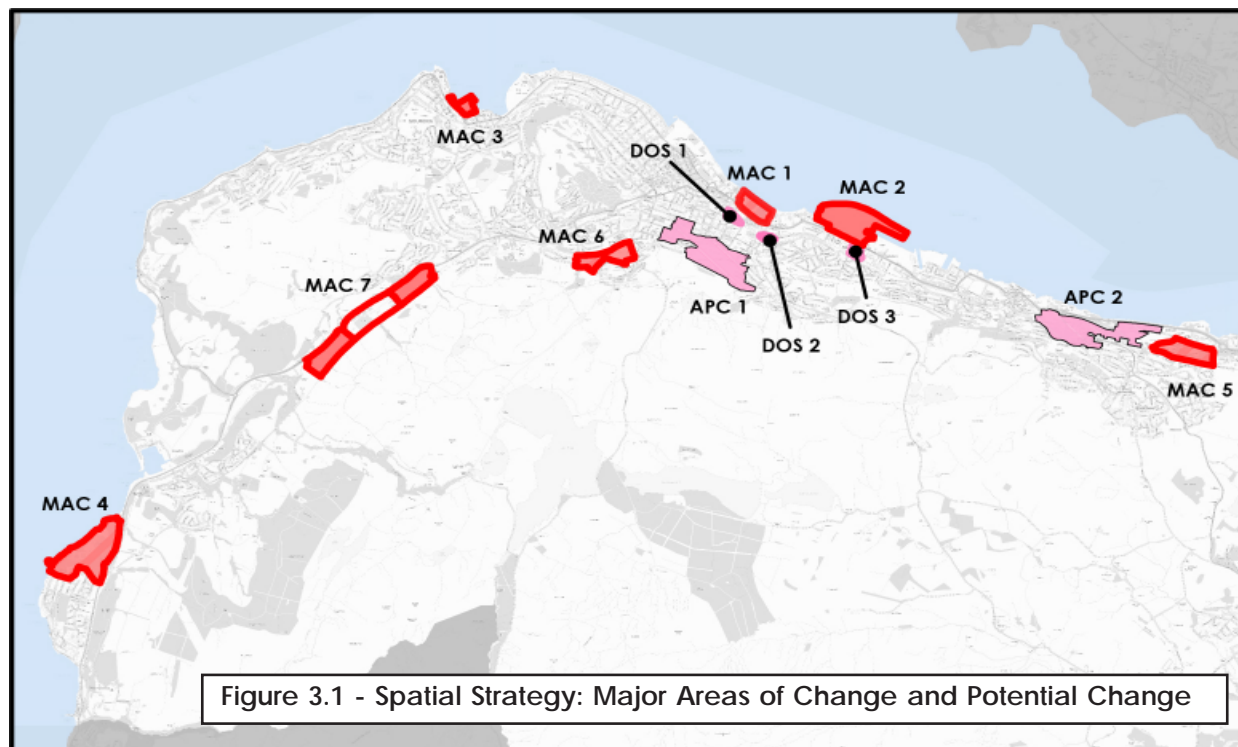 MAC 3
DOS 1
MAC 1
MAC 2
MAC 6
MAC 7
APC 1
DOS 2
DOS 3
APC 2
MAC 5
MAC 4
Figure 3.1 - Spatial Strategy: Major Areas of Change and Potential Change